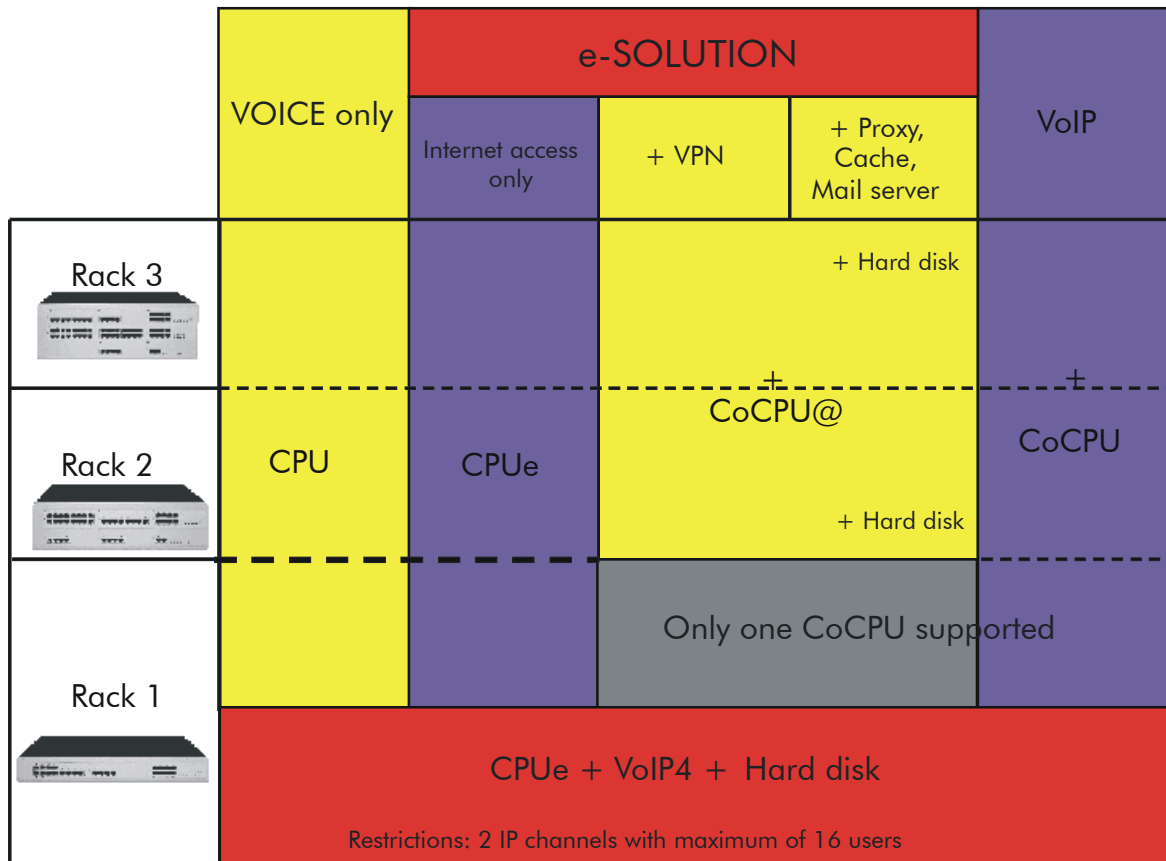 e-SOLUTION
VOICE only
Internet access
only
+ VPN
+ Proxy,
Cache,
Mail server
VoIP
Rack 3
+ Hard disk
+
CoCPU@
+
CoCPU
Rack 2
CPU
CPUe
+ Hard disk
Only one CoCPU supported
Rack 1
CPUe + VoIP4 + Hard disk
Restrictions: 2 IP channels with maximum of 16 users